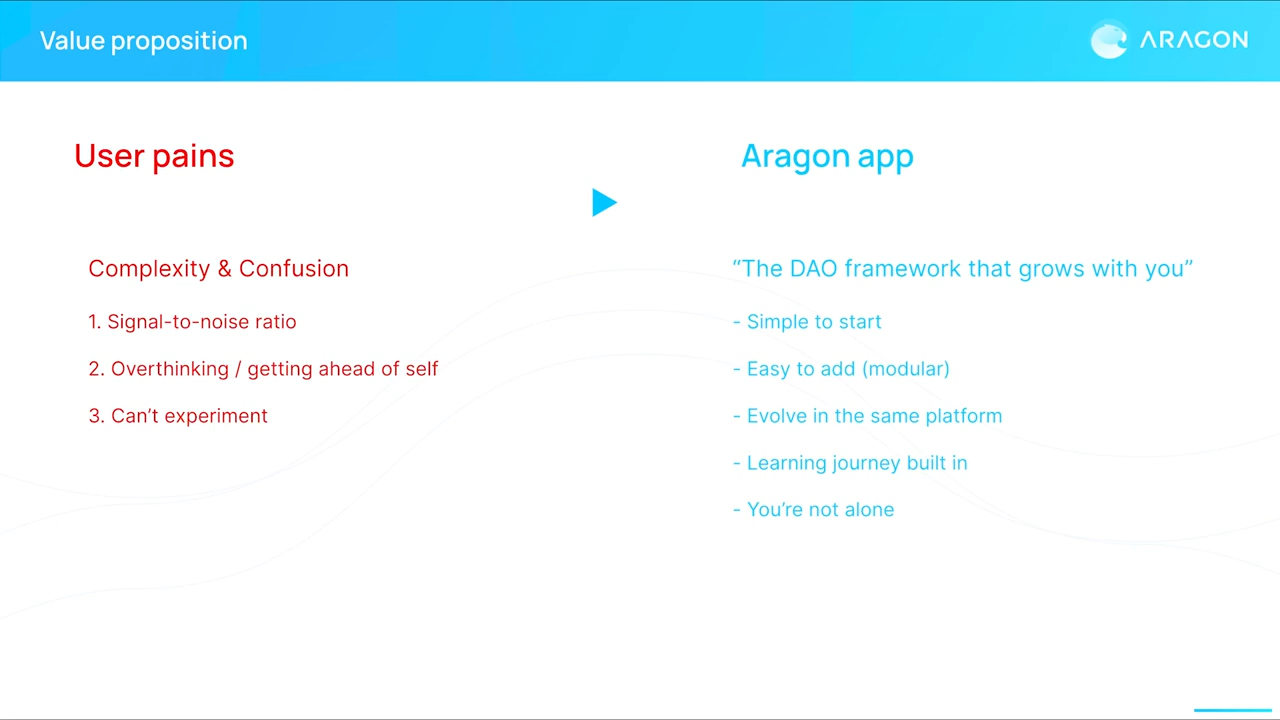 Value proposition
ARAGON
User pains
Complexity & Confusion
1. Signal-to-noise ratio
2. Overthinking / getting ahead of self
3. Can’t experiment
Aragon app
“The DAO framework that grows with you”
- Simple to start
- Easy to add (modular)
- Evolve in the same platform
- Learning journey built in
- You’re not alone